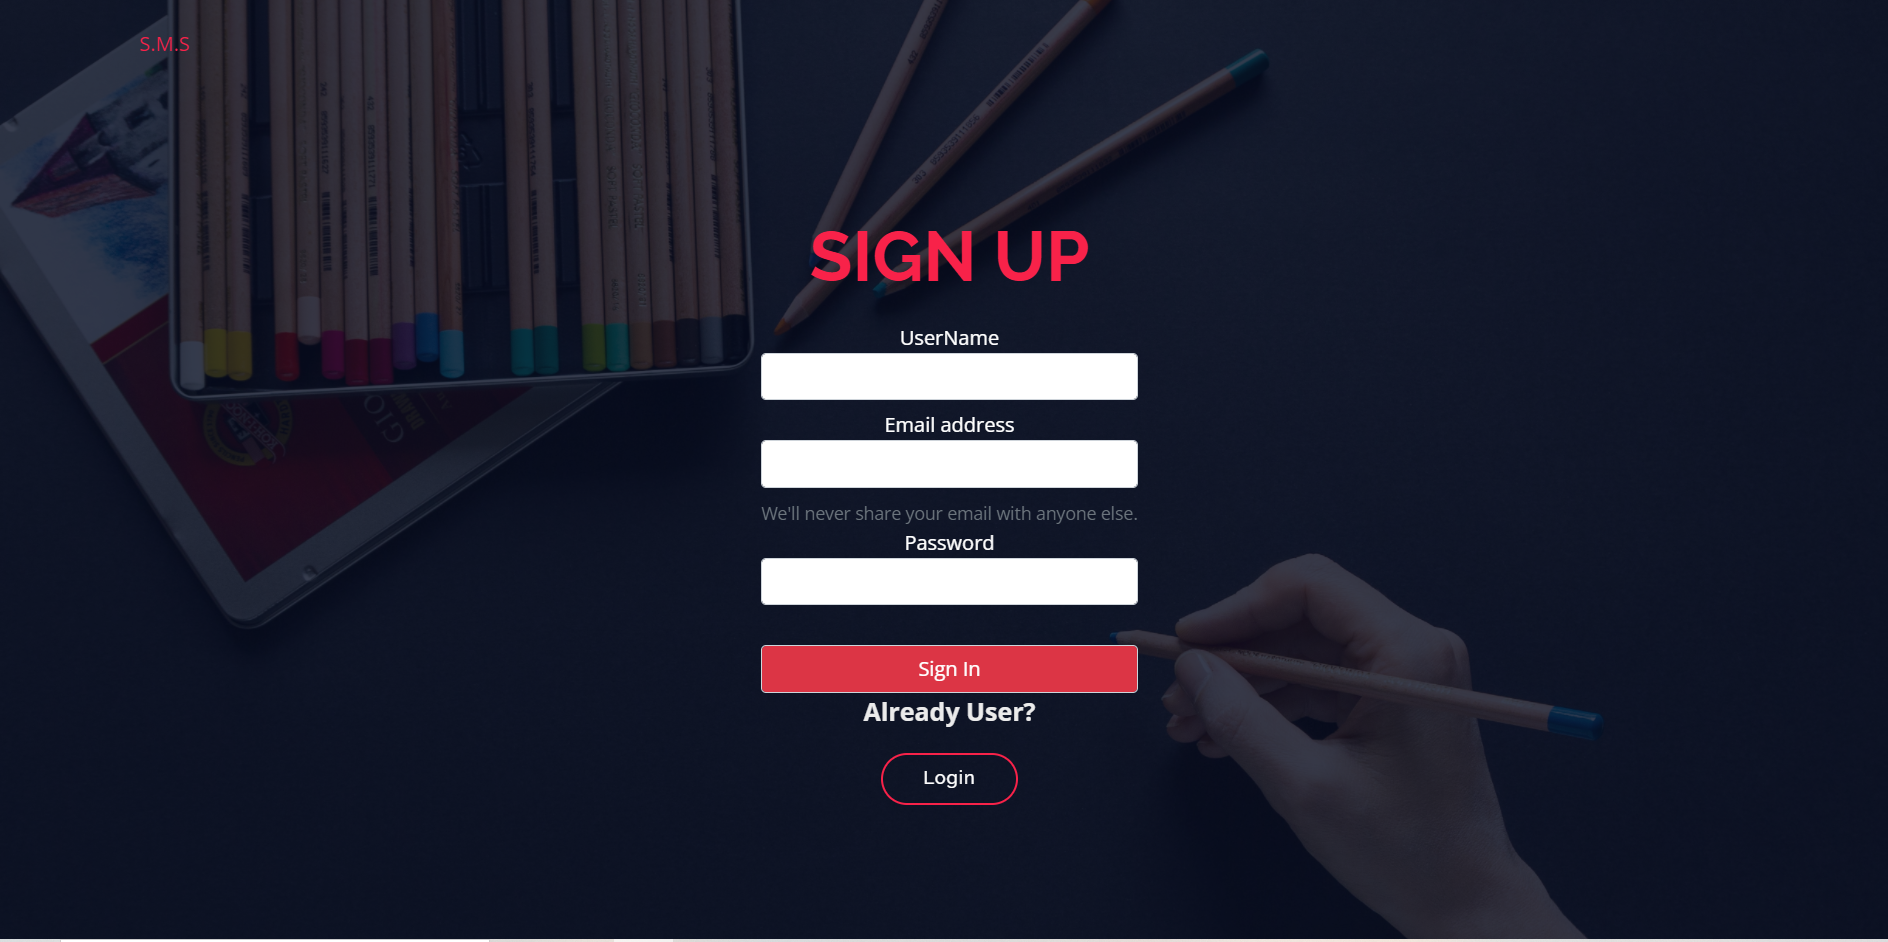 S.M.S
SIGN UP
UserName
Email address
We'll never share your email with anyone else.
Password
Sign In
Already User?
Login